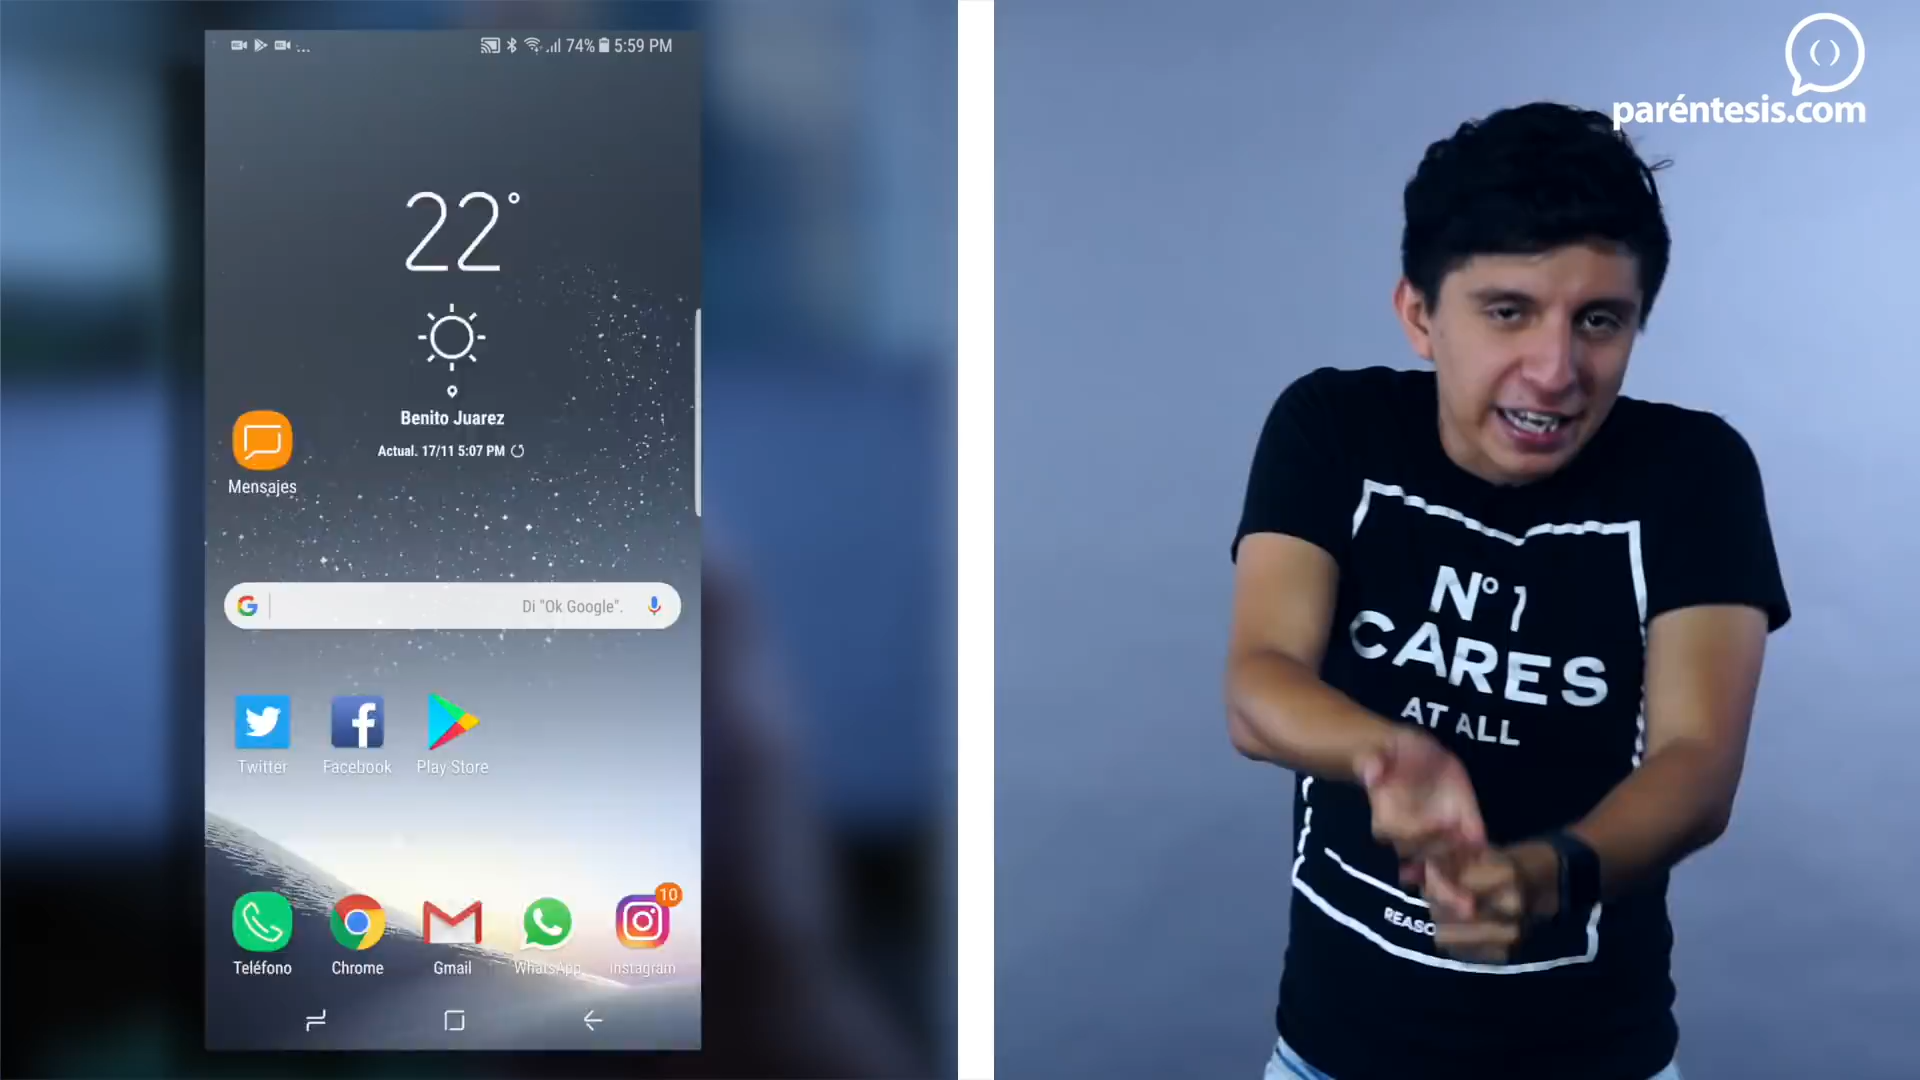 74% 5:59 PM
22°
Benito Juarez
Actual. 17/11 5:07 PM
Mensajes
G
Di "Ok Google".
Twitter
Facebook
Play Store
10
Teléfono
Chrome
Gmail
WhatsApp
Instagram
()
paréntesis.com
Nº 1
CARES
AT ALL